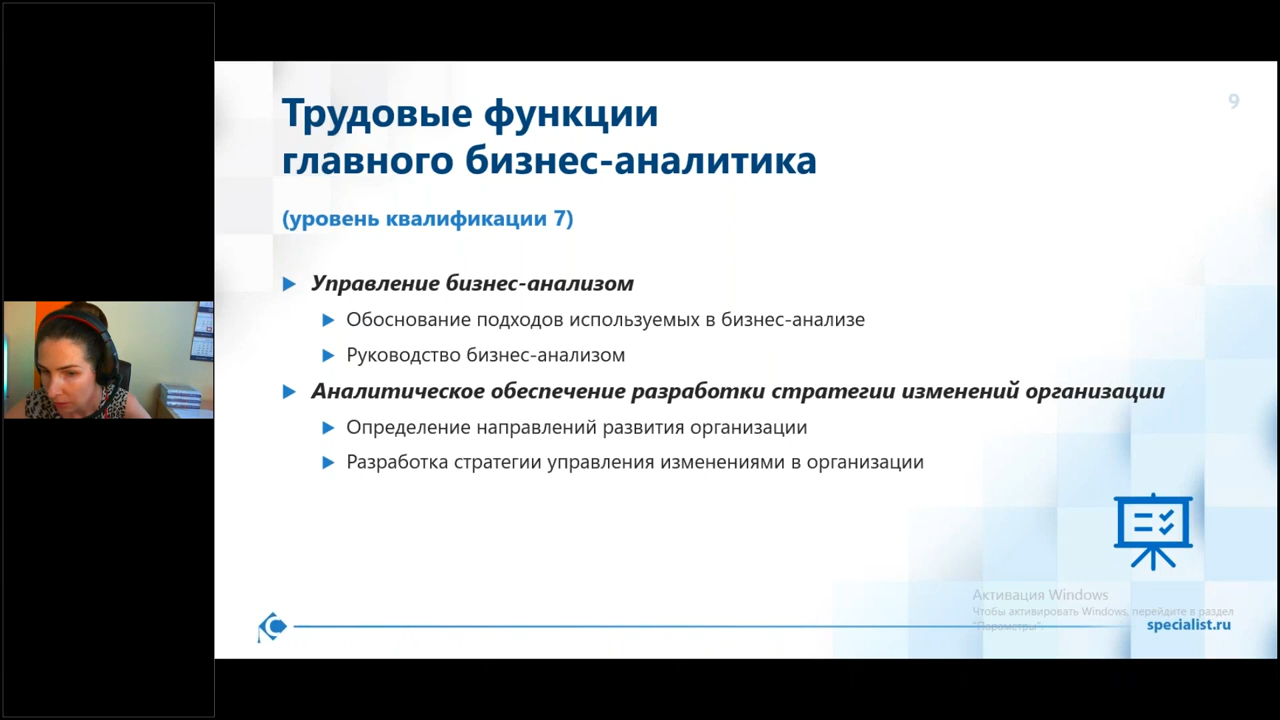 Трудовые функции
главного бизнес-аналитика
9
(уровень квалификации 7)
Управление бизнес-анализом
Обоснование подходов используемых в бизнес-анализе
Руководство бизнес-анализом
Аналитическое обеспечение разработки стратегии изменений организации
Определение направлений развития организации
Разработка стратегии управления изменениями в организации
Активация Windows
Чтобы активировать Windows, перейдите в раздел
"Параметры".
specialist.ru